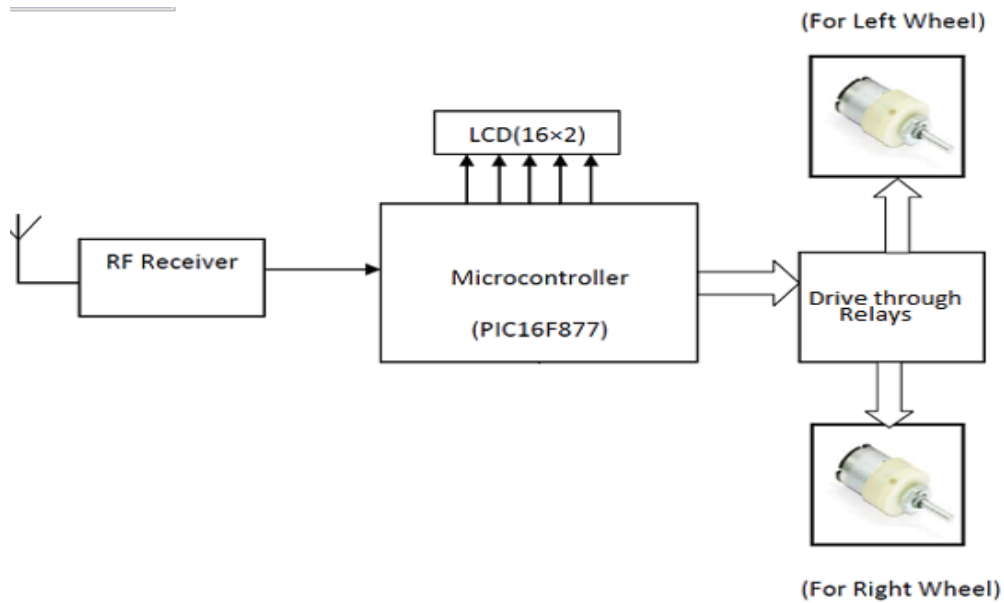 (For Left Wheel)
LCD(16×2)
RF Receiver
Microcontroller
(PIC16F877)
Drive through
Relays
(For Right Wheel)